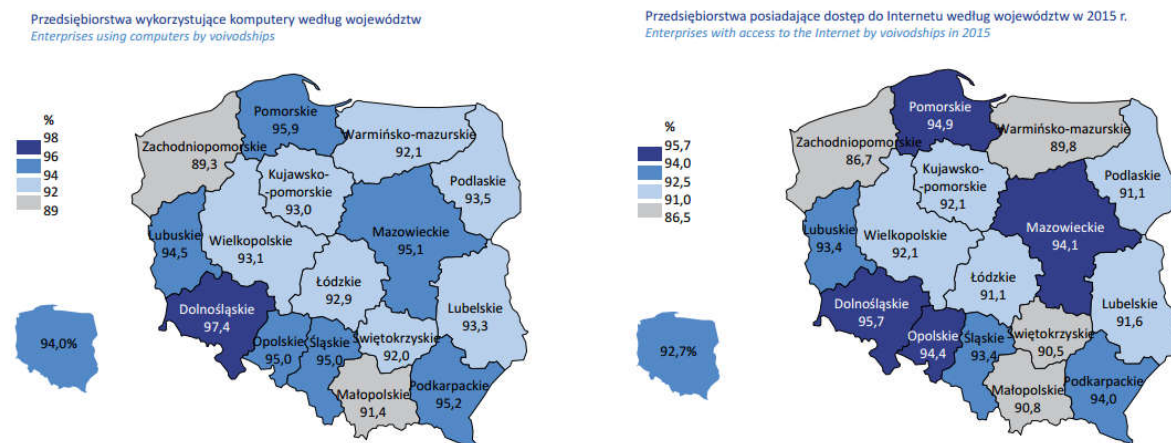 Przedsiębiorstwa wykorzystujące komputery według województw
Enterprises using computers by voivodships
%
98
96
94
92
89
Pomorskie
95,9
Warmińsko-mazurskie
92,1
Zachodniopomorskie
89,3
Kujawsko-
-pomorskie
93,0
Podlaskie
93,5
Mazowieckie
95,1
Lubuskie
94,5
Wielkopolskie
93,1
Łódzkie
92,9
Dolnośląskie
97,4
Lubelskie
93,3
Opolskie
95,0
Śląskie
95,0
Świętokrzyskie
92,0
Małopolskie
91,4
Podkarpackie
95,2
94,0%
Przedsiębiorstwa posiadające dostęp do Internetu według województw w 2015 r.
Enterprises with access to the Internet by voivodships in 2015
%
95,7
94,0
92,5
91,0
86,5
Pomorskie
94,9
Warmińsko-mazurskie
89,8
Zachodniopomorskie
86,7
Kujawsko-
-pomorskie
92,1
Podlaskie
91,1
Mazowieckie
94,1
Lubuskie
93,4
Wielkopolskie
92,1
Łódzkie
91,1
Dolnośląskie
95,7
Lubelskie
91,6
Opolskie
94,4
Śląskie
93,4
Świętokrzyskie
90,5
Małopolskie
90,8
Podkarpackie
94,0
92,7%